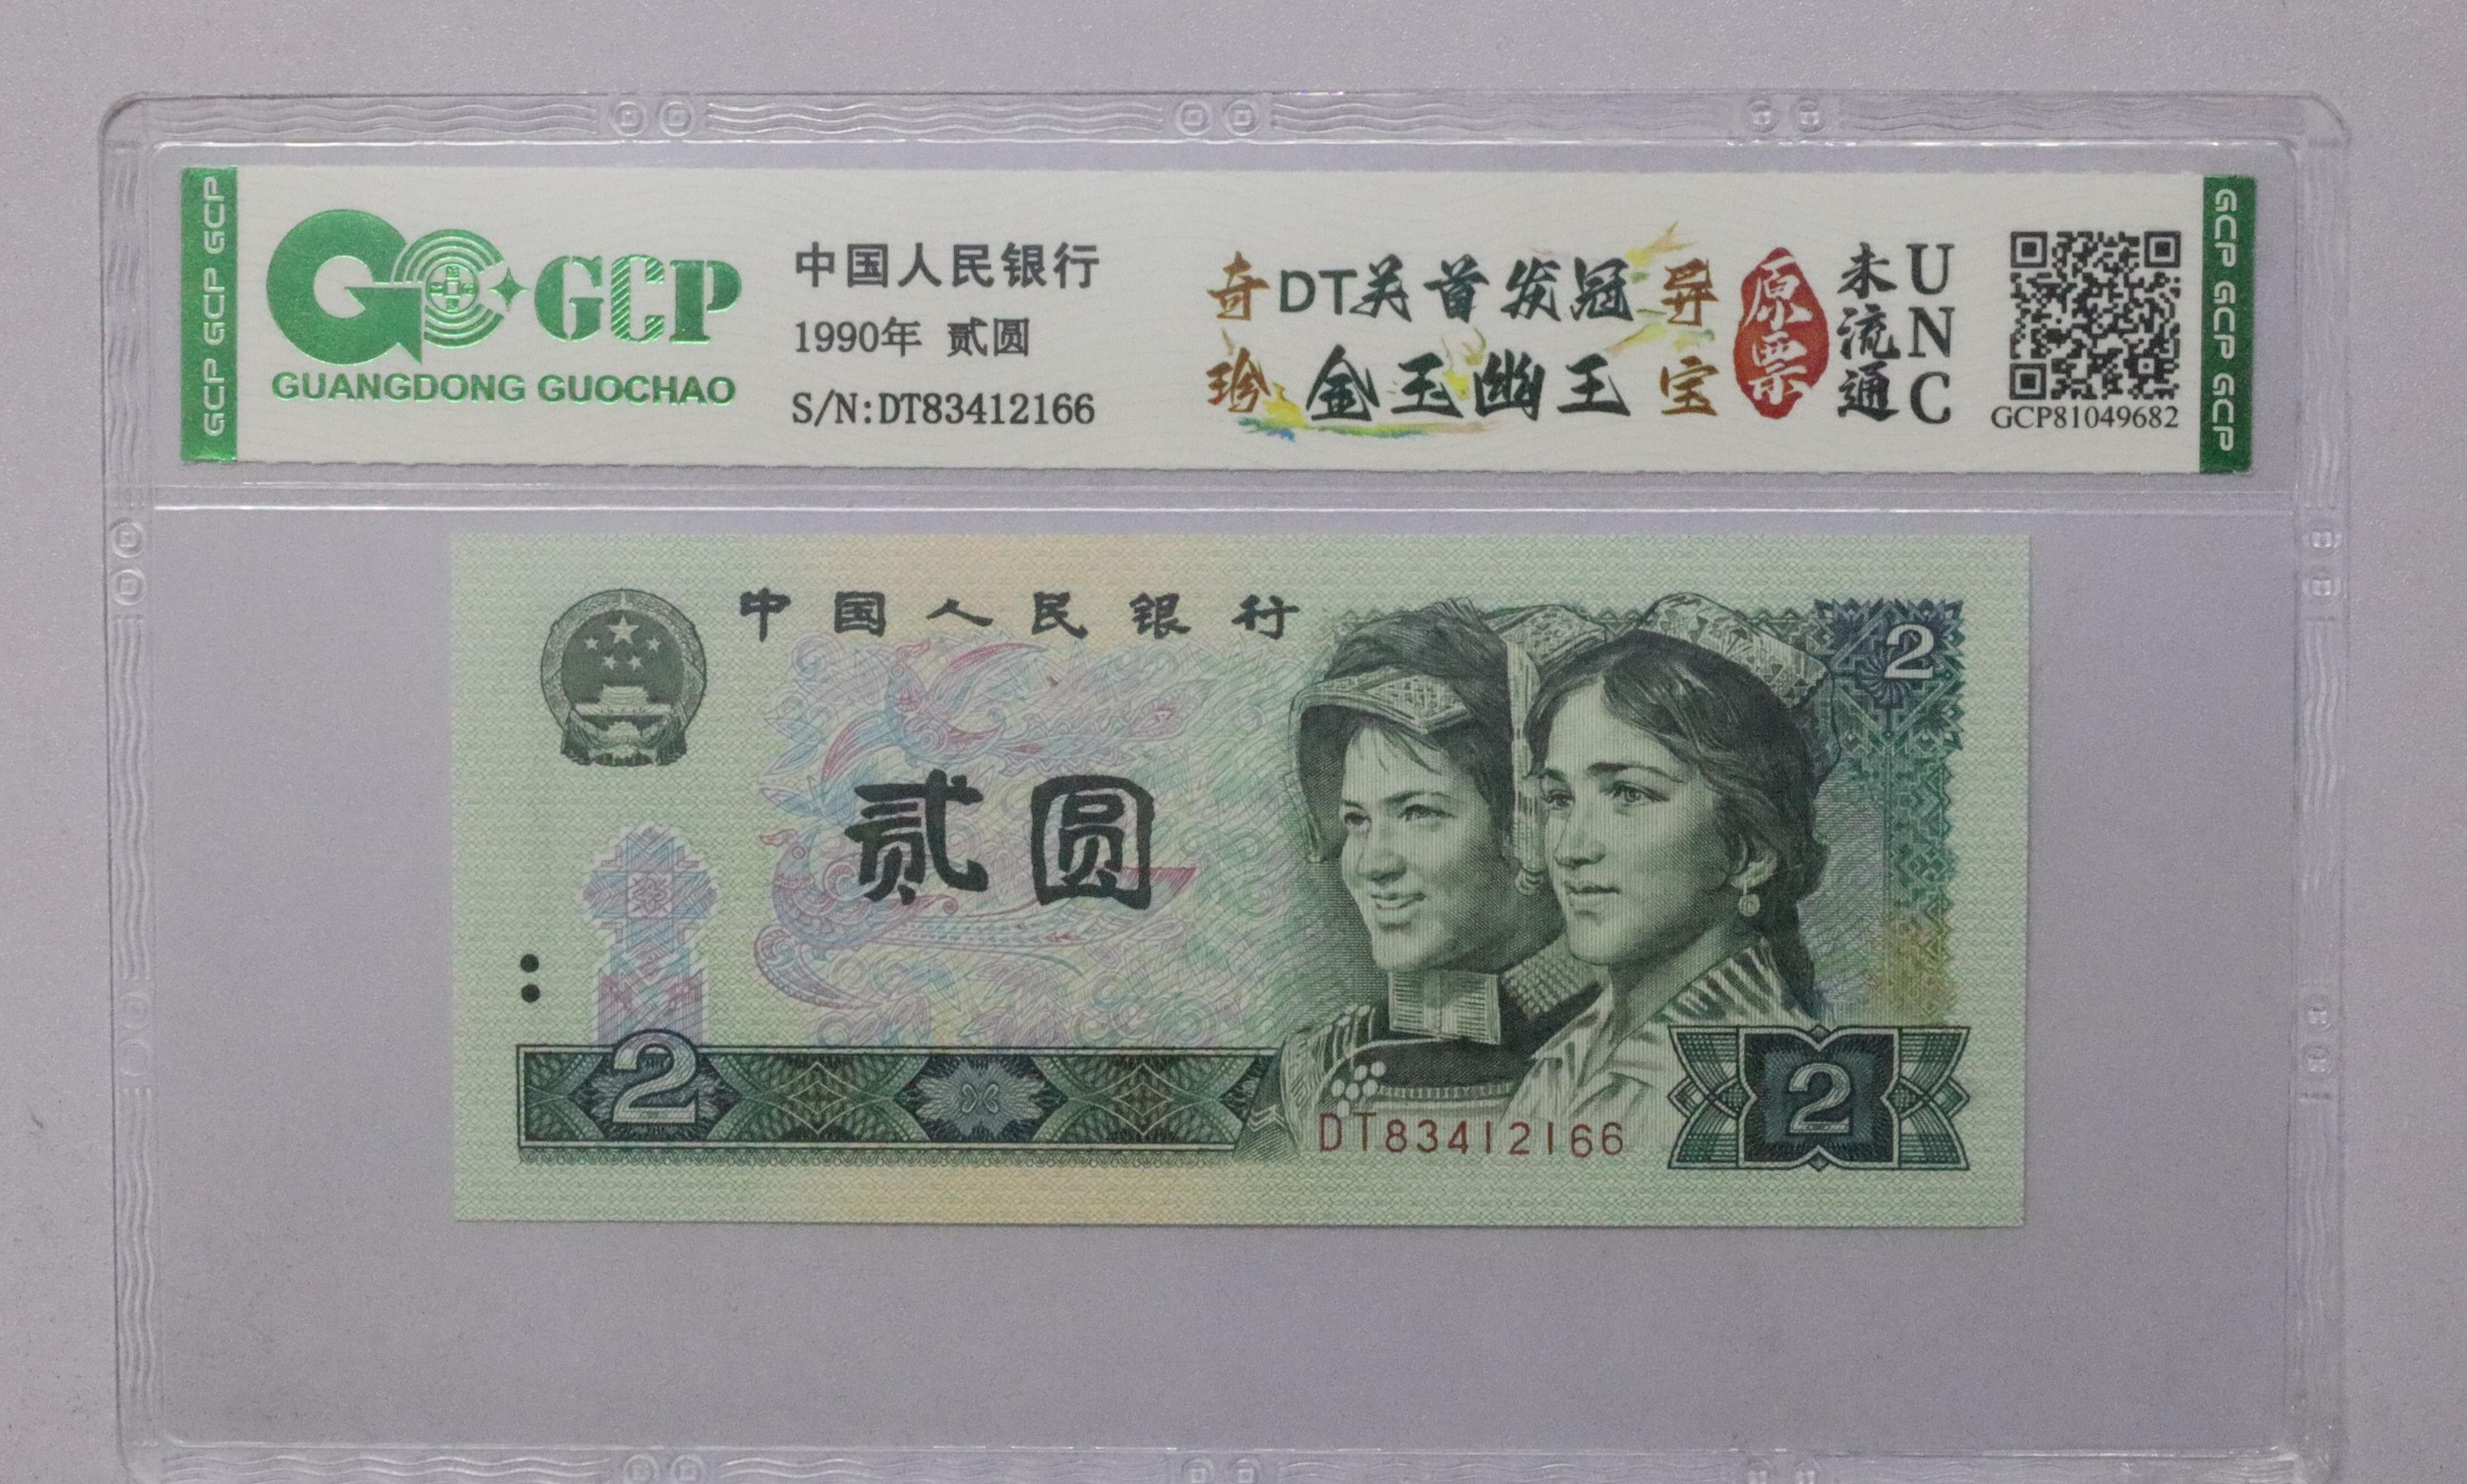 GCP GCP GCP
GCP
GUANGDONG GUOCHAO
中国人民银行
1990年 贰圆
S/N:DT83412166
奇DT关首发冠异
珍金玉幽王宝
原票
未流通
UNC
GCP81049682
GCP GCP GCP
中国人民银行
2
贰圆
2
DT83412166
2